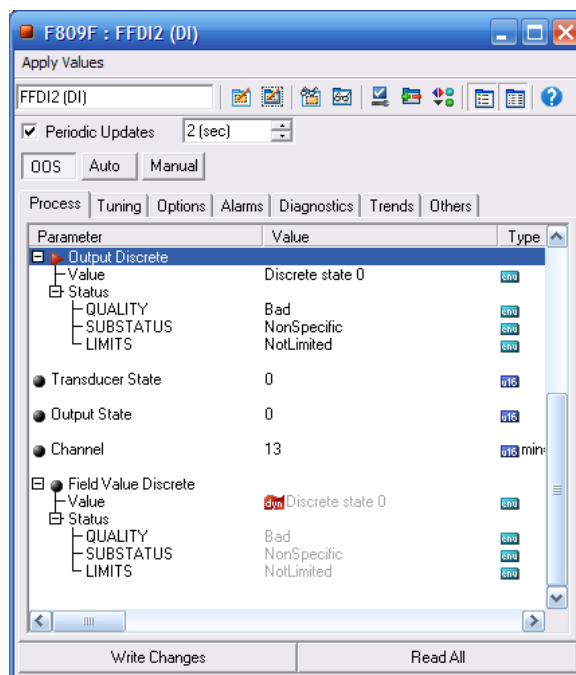 F809F : FFDI2 (DI)
Apply Values
FFDI2 (DI)
Periodic Updates 2 (sec)
OOS Auto Manual
Process Tuning Options Alarms Diagnostics Trends Others
Parameter Value Type
Output Discrete
Value Discrete state 0 enu
Status
QUALITY Bad enu
SUBSTATUS NonSpecific enu
LIMITS NotLimited enu
Transducer State 0 u16
Output State 0 u16
Channel 13 u16 min=
Field Value Discrete
Value dyn Discrete state 0 enu
Status
QUALITY Bad enu
SUBSTATUS NonSpecific enu
LIMITS NotLimited enu
Write Changes Read All